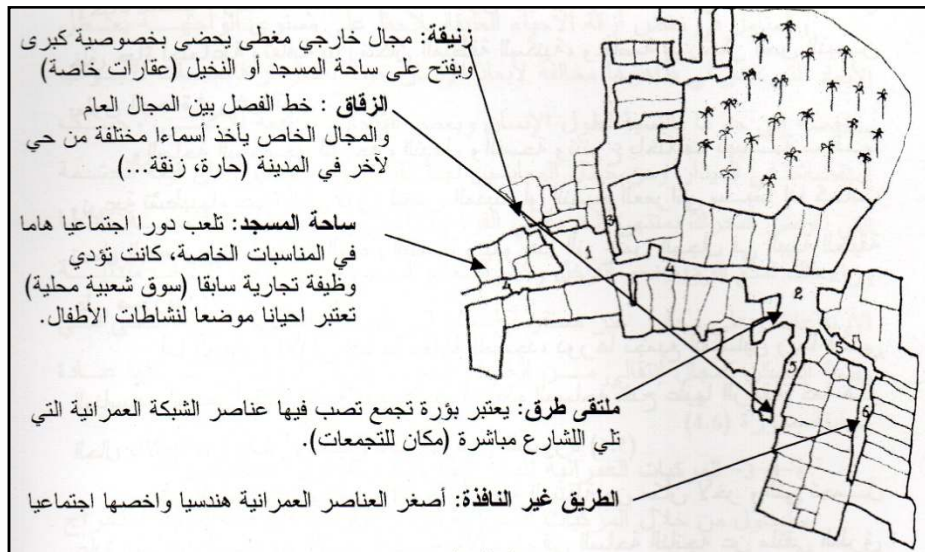 زنيقة: مجال خارجي مغطى يحضى بخصوصية كبرى
ويفتح على ساحة المسجد أو النخيل (عقارات خاصة)
الزقاق : خط الفصل بين المجال العام
والمجال الخاص يأخذ أسماءا مختلفة من حي
لآخر في المدينة (حارة، زنقة...)
ساحة المسجد: تلعب دورا اجتماعيا هاما
في المناسبات الخاصة، كانت تؤدي
وظيفة تجارية سابقا (سوق شعبية محلية)
تعتبر احيانا موضعا لنشاطات الأطفال.
ملتقى طرق: يعتبر بؤرة تجمع تصب فيها عناصر الشبكة العمرانية التي
تلي اللشارع مباشرة (مكان للتجمعات).
الطريق غير النافذة: أصغر العناصر العمرانية هندسيا واخصها اجتماعيا
3
1
4
4
2
5
5
6